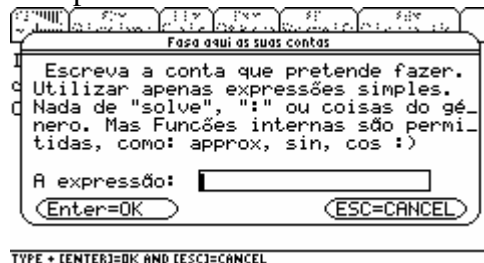 Faça aqui as suas contas
Escreva a conta que pretende fazer.
Utilizar apenas expressões simples.
Nada de "solve", ":" ou coisas do gé_
nero. Mas Funcões internas são permi_
tidas, como: approx, sin, cos :)
A expressão:
Enter=OK
ESC=CANCEL
TYPE + [ENTER]=OK AND [ESC]=CANCEL